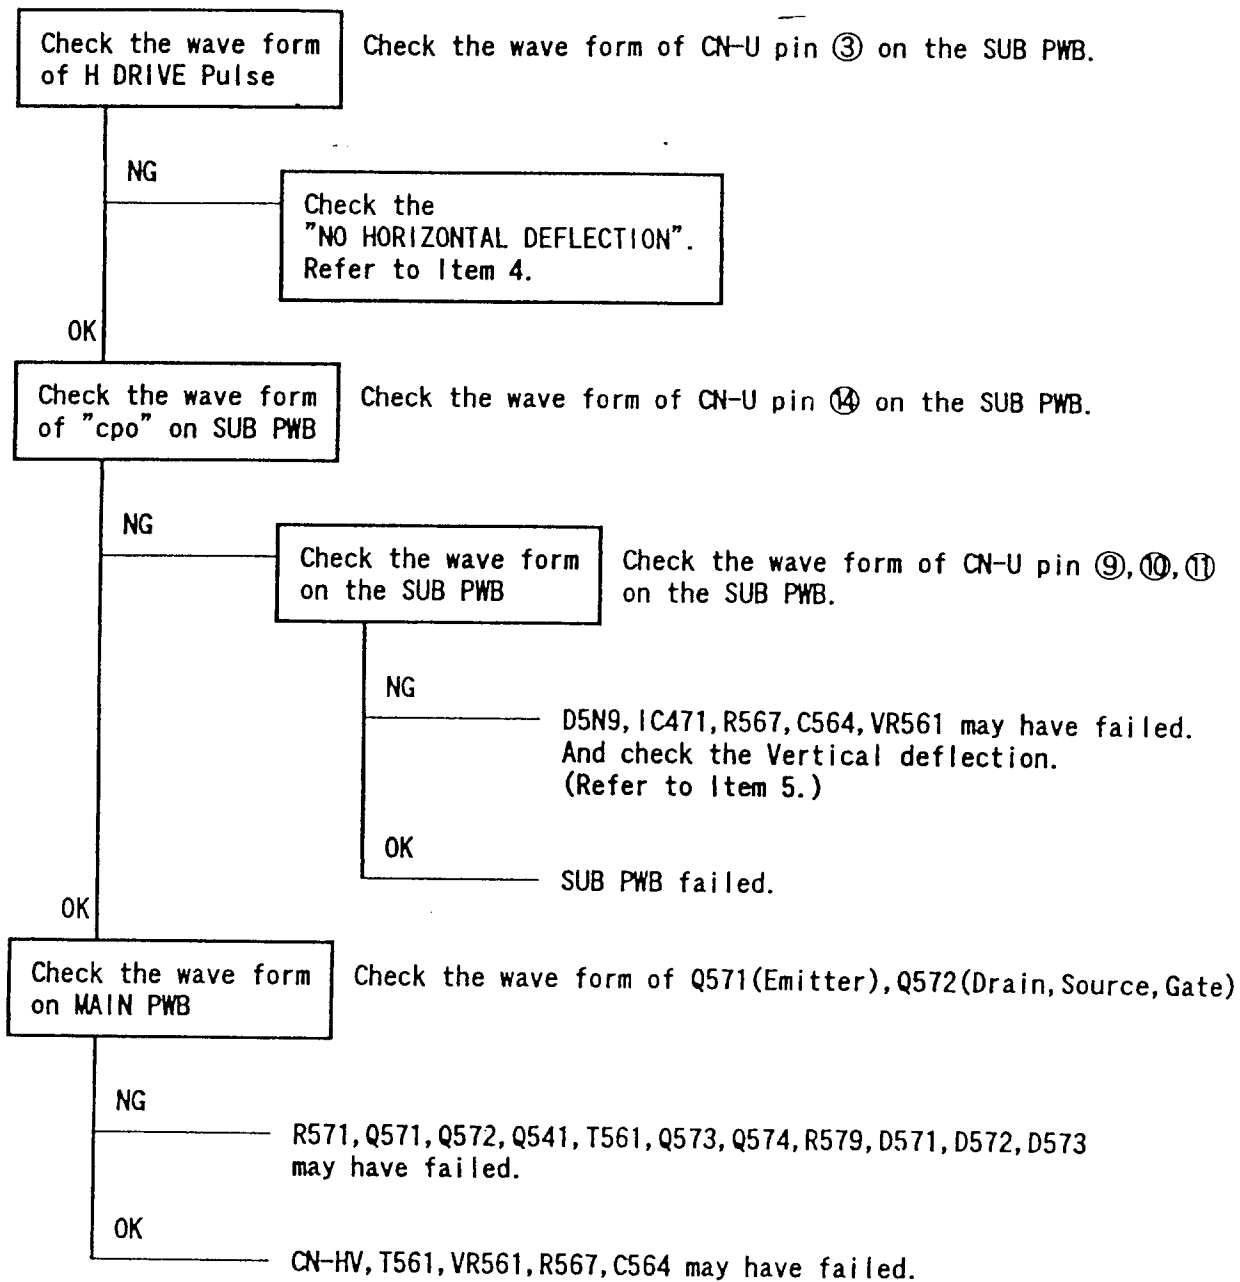 Check the wave form
of H DRIVE Pulse
Check the wave form of CN-U pin ③ on the SUB PWB.
NG
Check the
"NO HORIZONTAL DEFLECTION".
Refer to Item 4.
OK
Check the wave form
of "cpo" on SUB PWB
Check the wave form of CN-U pin ⑭ on the SUB PWB.
NG
Check the wave form
on the SUB PWB
Check the wave form of CN-U pin ⑨,⑩,⑪
on the SUB PWB.
NG
D5N9,IC471,R567,C564,VR561 may have failed.
And check the Vertical deflection.
(Refer to Item 5.)
OK
SUB PWB failed.
OK
Check the wave form
on MAIN PWB
Check the wave form of Q571(Emitter),Q572(Drain,Source,Gate)
NG
R571,Q571,Q572,Q541,T561,Q573,Q574,R579,D571,D572,D573
may have failed.
OK
CN-HV,T561,VR561,R567,C564 may have failed.